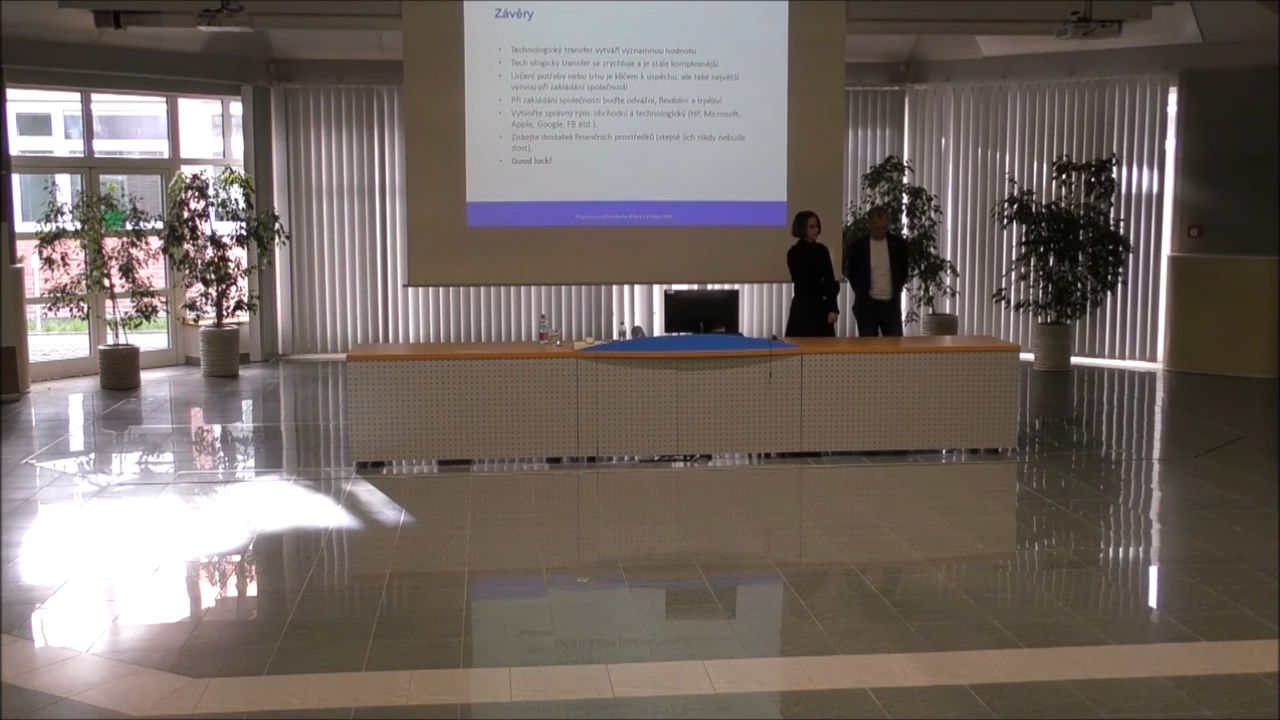 Závěry
• Technologický transfer vytváří významnou hodnotu
• Tech ologický transfer se zrychluje a je stále komplexnější
• Určení potřeby nebo trhu je klíčem k úspěchu, ale také největší
výzvou při zakládání společnosti
• Při zakládání společnosti buďte odvážní, flexibilní a trpěliví
• Vytvořte správný tým: obchodní a technologický (HP, Microsoft,
Apple, Google, FB atd.).
• Získejte dostatek finančních prostředků (stejně jich nikdy nebude
dost).
• Good luck!